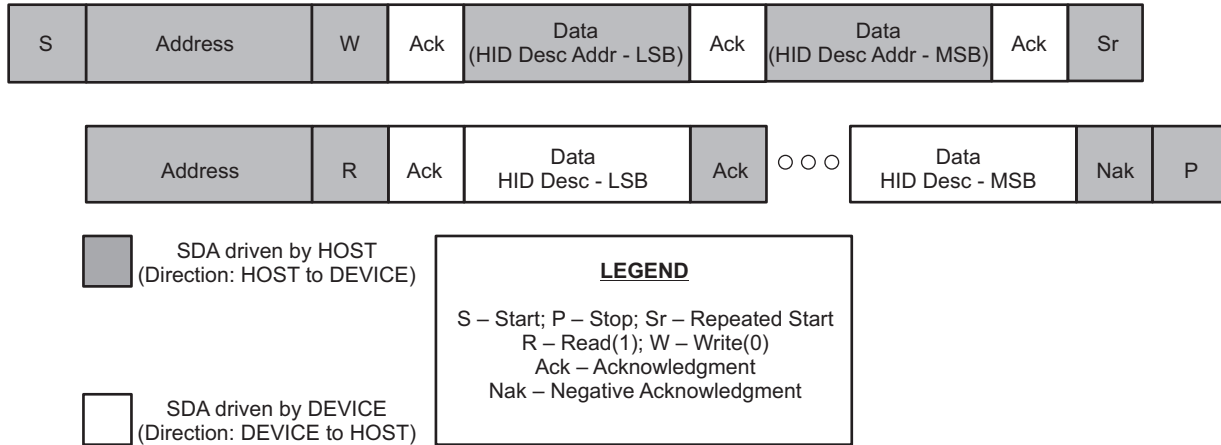 S Address W Ack Data (HID Desc Addr - LSB) Ack Data (HID Desc Addr - MSB) Ack Sr
Address R Ack Data HID Desc - LSB Ack Data HID Desc - MSB Nak P
SDA driven by HOST
(Direction: HOST to DEVICE)
LEGEND
S – Start; P – Stop; Sr – Repeated Start
R – Read(1); W – Write(0)
Ack – Acknowledgment
Nak – Negative Acknowledgment
SDA driven by DEVICE
(Direction: DEVICE to HOST)